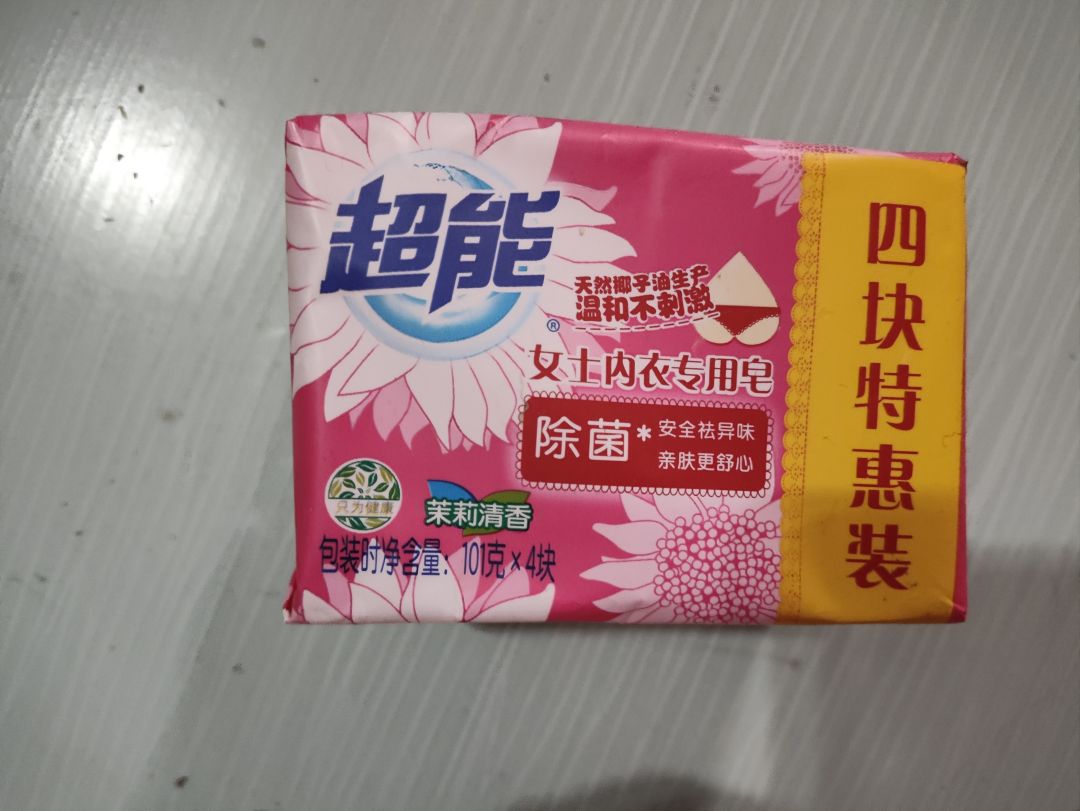 超能
®
天然椰子油生产
温和不刺激
女士内衣专用皂
除菌*
安全祛异味
亲肤更舒心
只为健康
茉莉清香
包装时净含量：101克×4块
四块特惠装